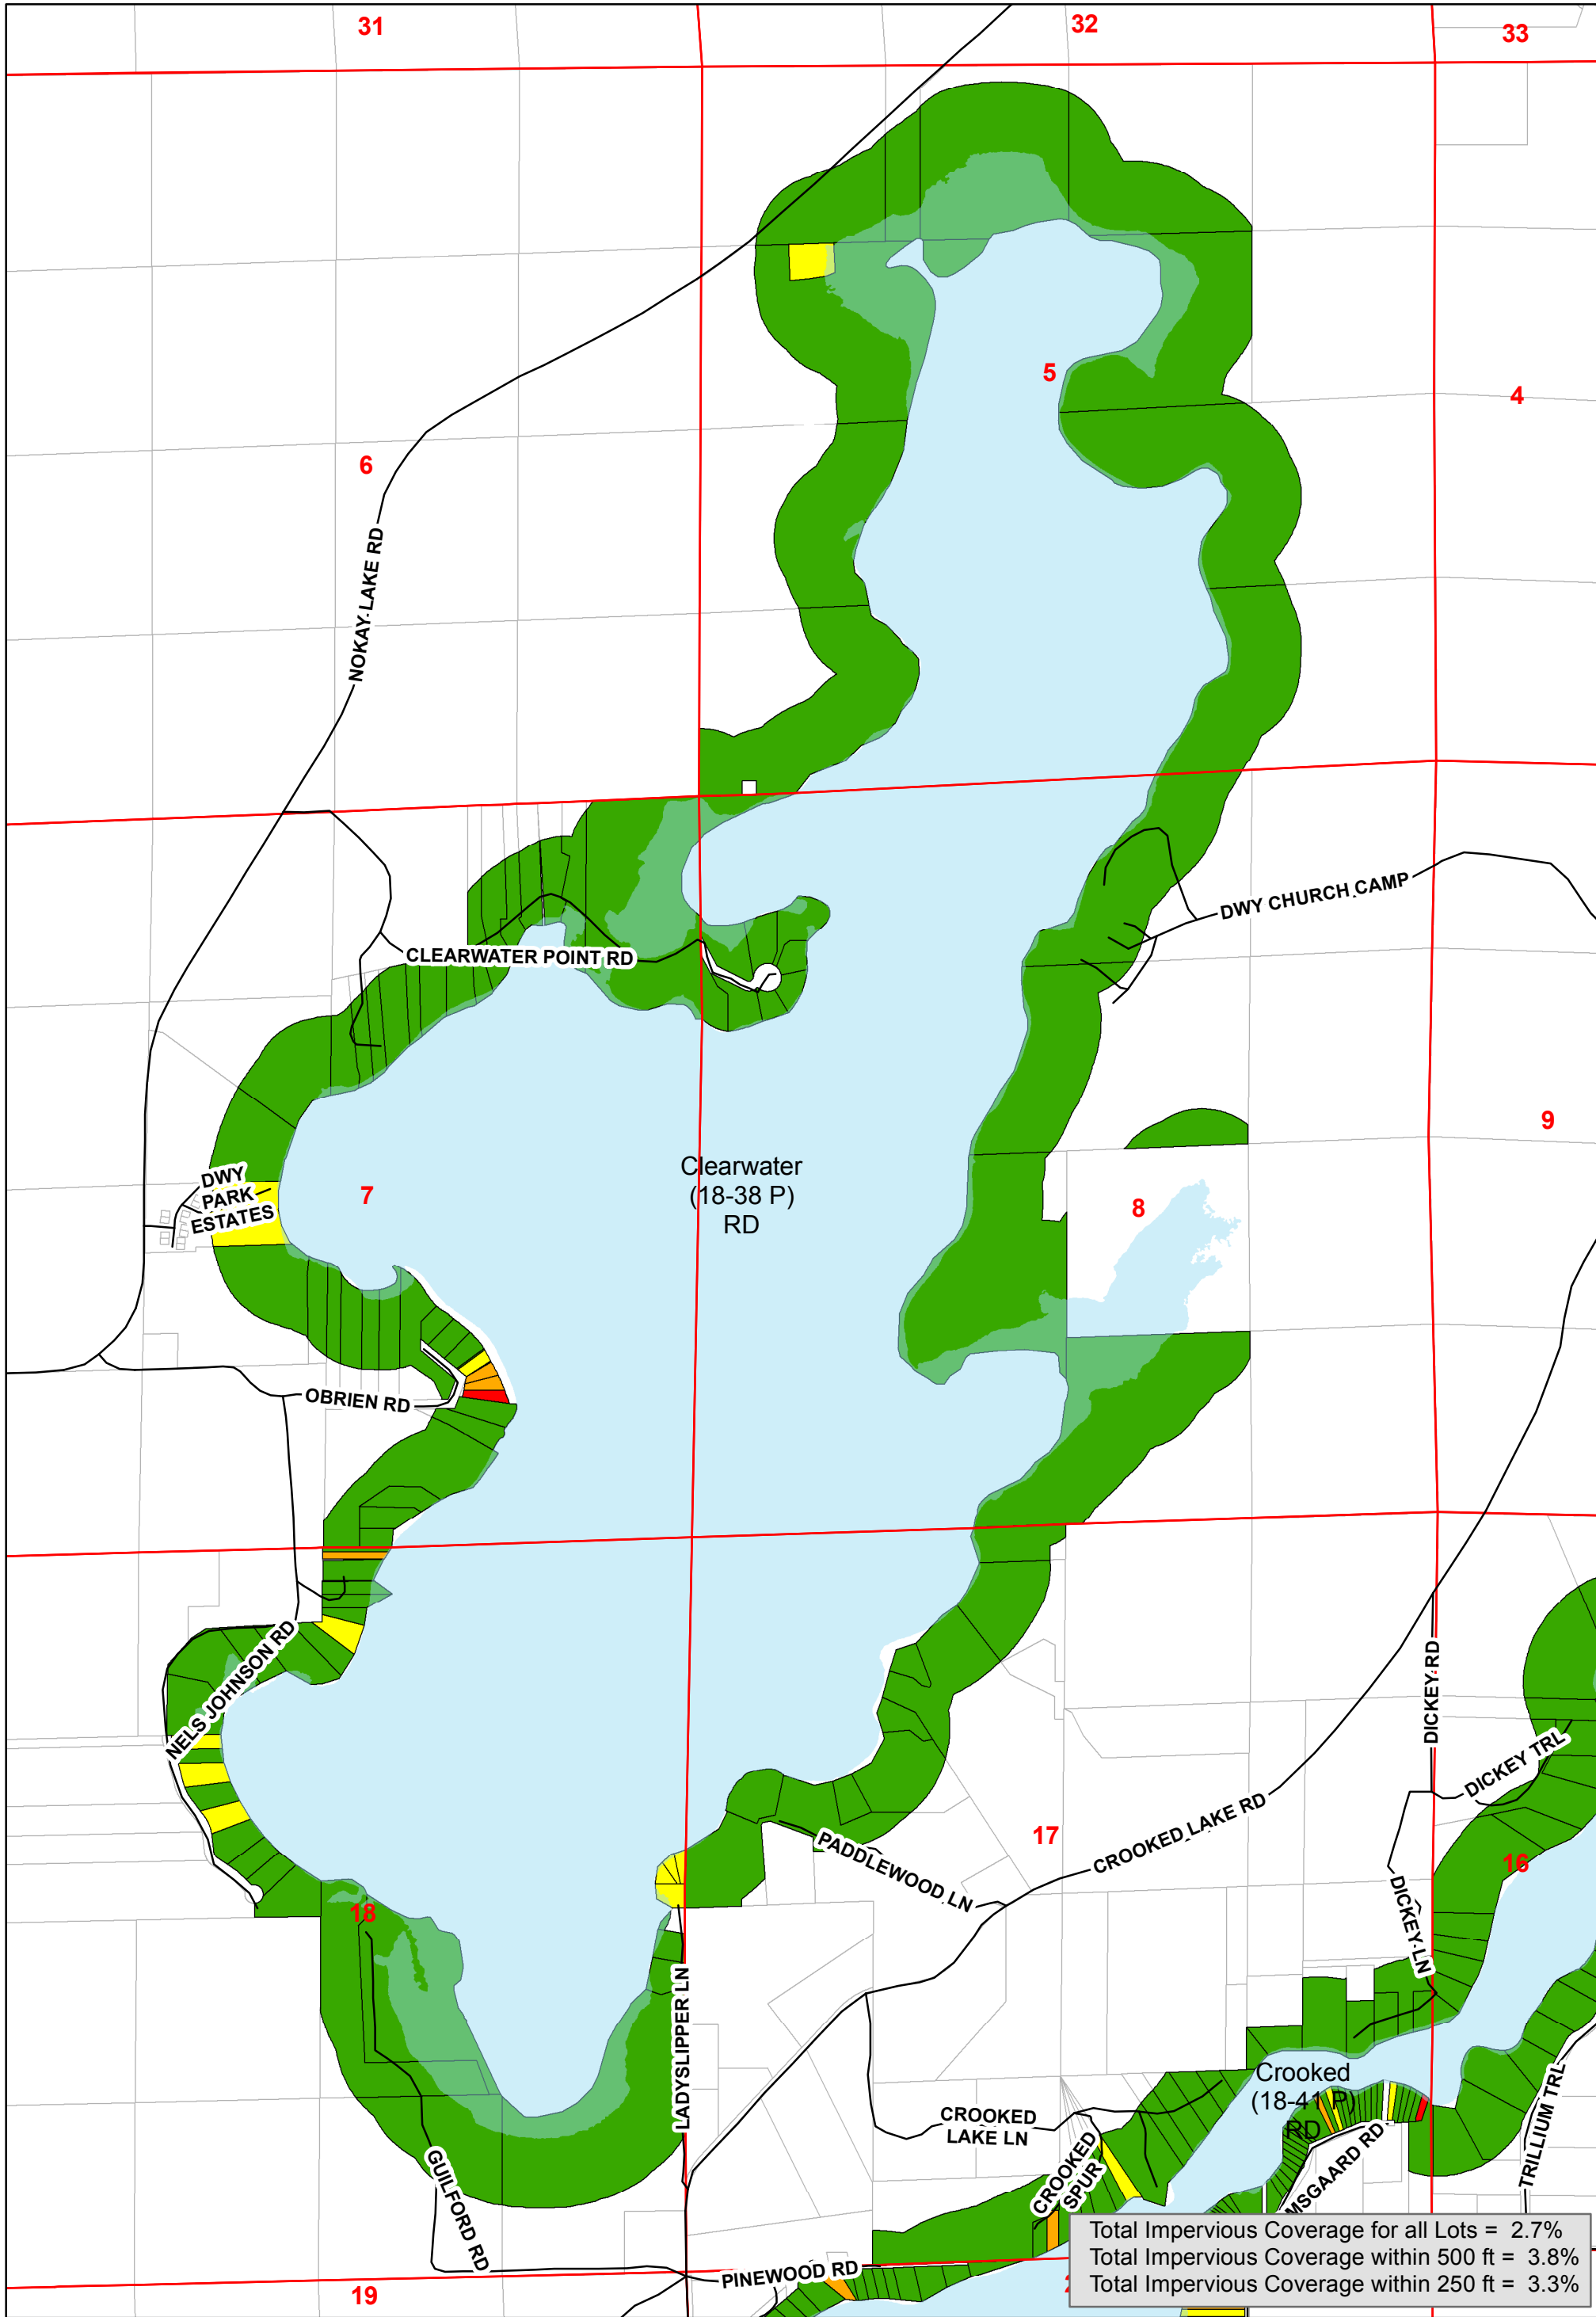 31
32
33
5
4
6
NOKAY LAKE RD
DWY CHURCH CAMP
CLEARWATER POINT RD
9
Clearwater
(18-38 P)
RD
DWY
PARK
ESTATES
7
8
OBRIEN RD
NELS JOHNSON RD
DICKEY RD
DICKEY TRL
CROOKED LAKE RD
17
PADDLEWOOD LN
16
18
DICKEY LN
LADYSLIPPER LN
Crooked
(18-41 P)
RD
CROOKED
LAKE LN
CROOKED
SPUR
MSGAARD RD
TRILLIUM TRL
GUILFORD RD
PINEWOOD RD
19
Total Impervious Coverage for all Lots = 2.7%
Total Impervious Coverage within 500 ft = 3.8%
Total Impervious Coverage within 250 ft = 3.3%